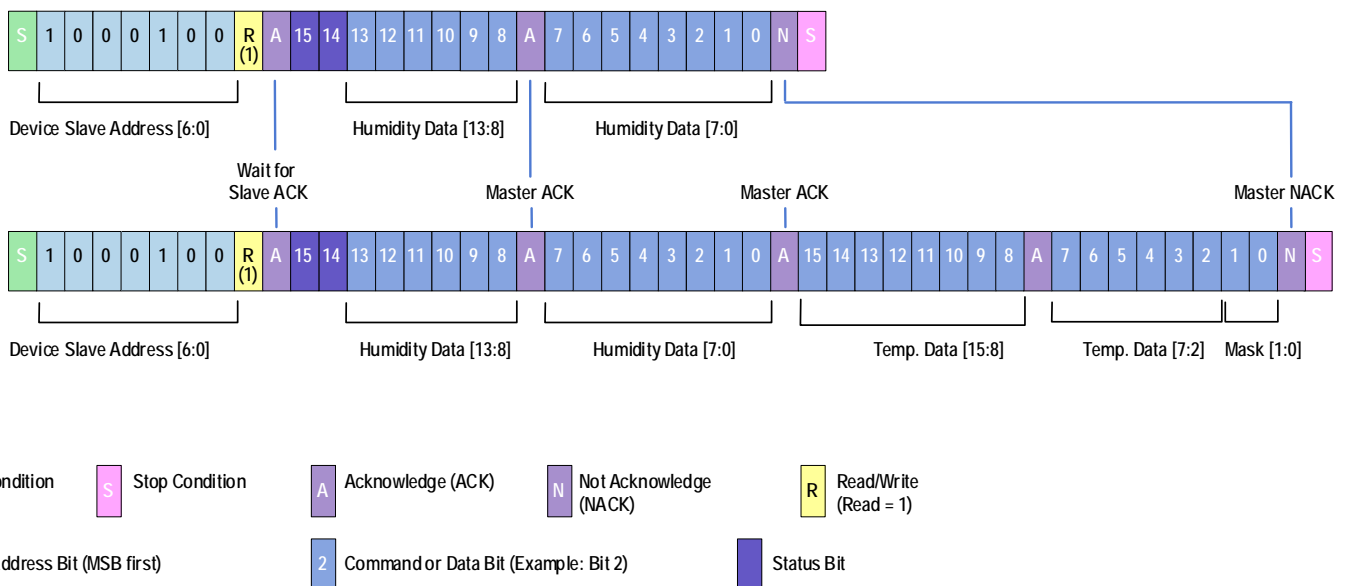 S 1 0 0 0 1 0 0 R (1) A 15 14 13 12 11 10 9 8 A 7 6 5 4 3 2 1 0 N S
Device Slave Address [6:0] Humidity Data [13:8] Humidity Data [7:0]
Wait for
Slave ACK Master ACK Master ACK Master NACK
S 1 0 0 0 1 0 0 R (1) A 15 14 13 12 11 10 9 8 A 7 6 5 4 3 2 1 0 A 15 14 13 12 11 10 9 8 A 7 6 5 4 3 2 1 0 N S
Device Slave Address [6:0] Humidity Data [13:8] Humidity Data [7:0] Temp. Data [15:8] Temp. Data [7:2] Mask [1:0]
ondition S Stop Condition A Acknowledge (ACK) N Not Acknowledge (NACK) R Read/Write (Read = 1)
ddress Bit (MSB first) 2 Command or Data Bit (Example: Bit 2) Status Bit